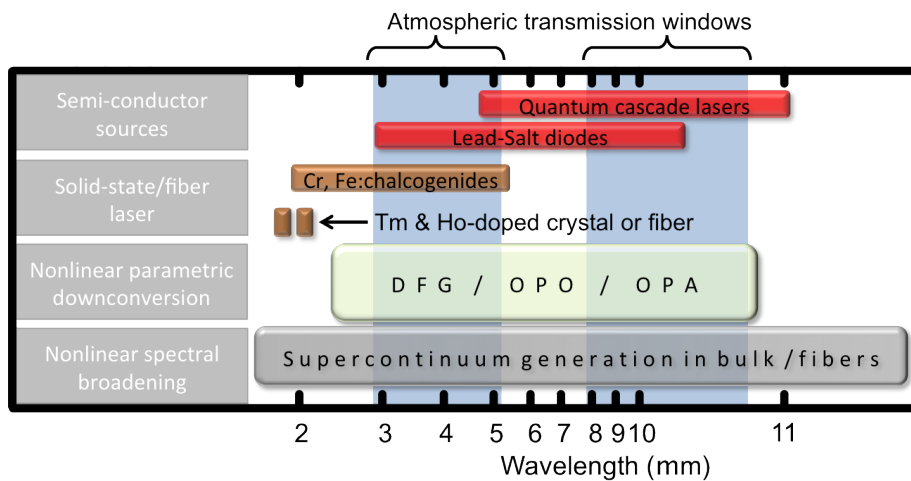 Atmospheric transmission windows
Semi-conductor
sources
Quantum cascade lasers
Lead-Salt diodes
Solid-state/fiber
laser
Cr, Fe:chalcogenides
Tm & Ho-doped crystal or fiber
Nonlinear parametric
downconversion
DFG / OPO / OPA
Nonlinear spectral
broadening
Supercontinuum generation in bulk/fibers
2 3 4 5 6 7 8 9 10 11
Wavelength (mm)